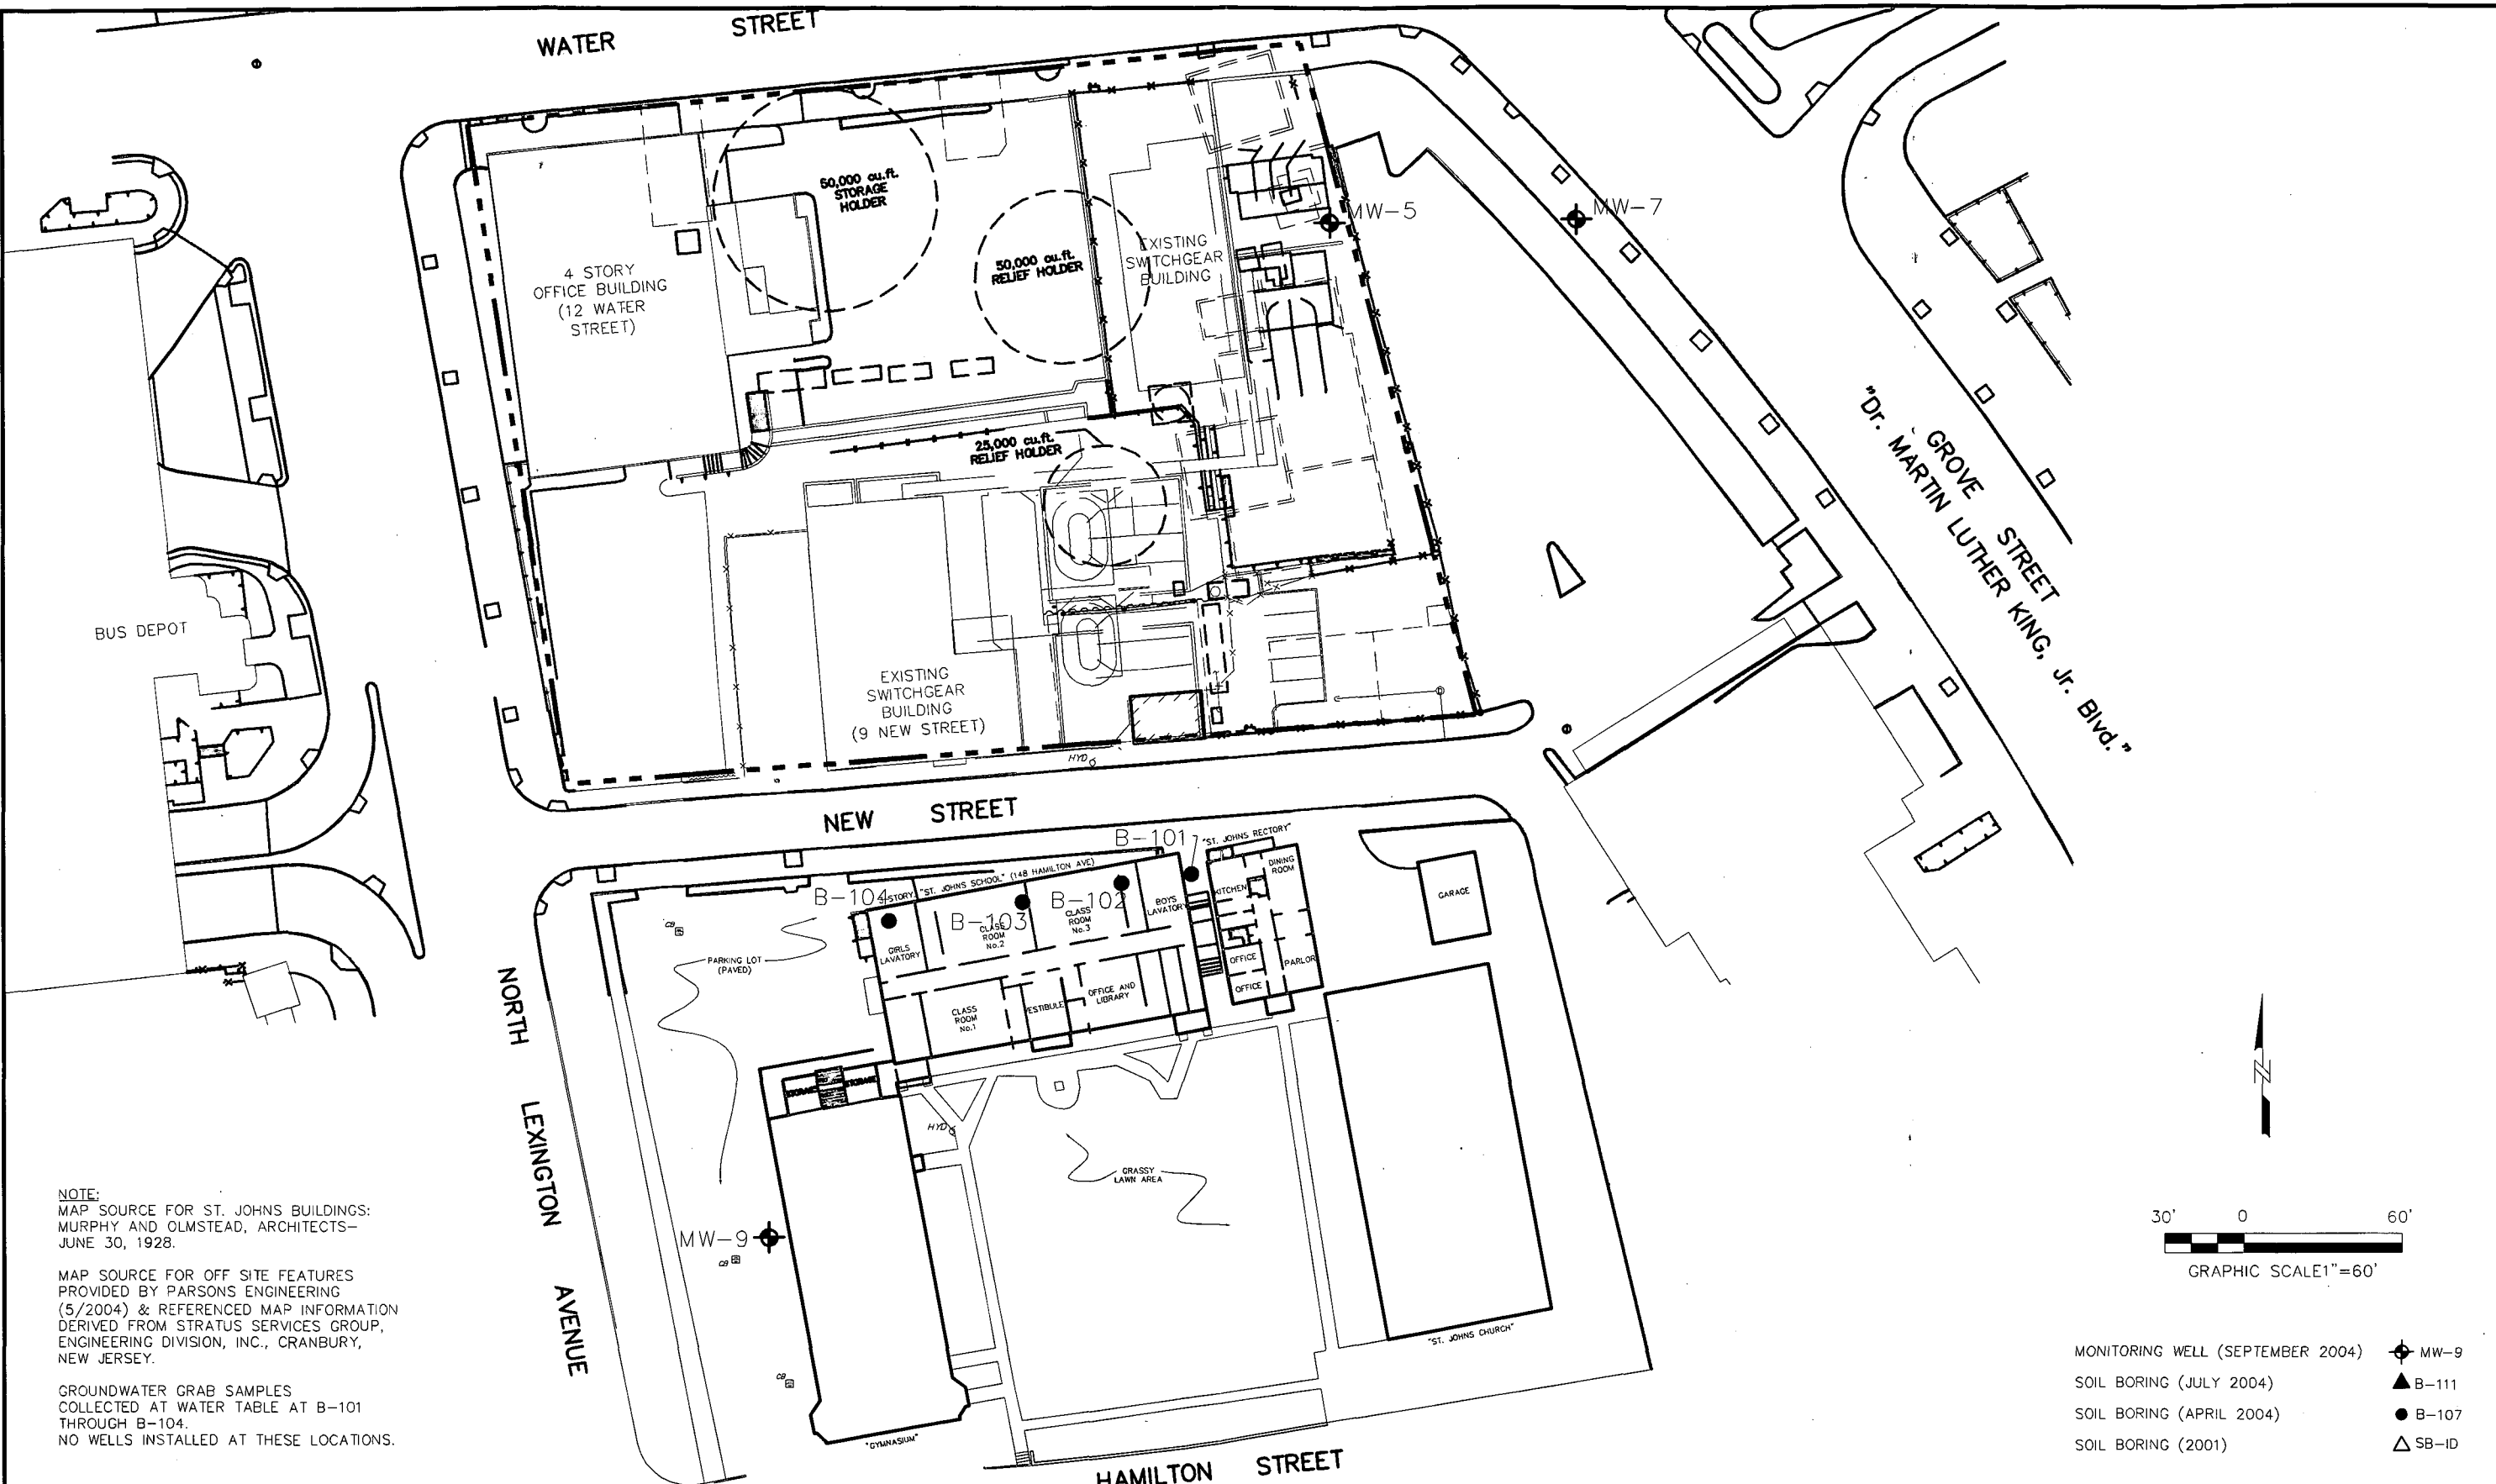 WATER STREET
60,000 cu.ft.
STORAGE
HOLDER
MW-5
MW-7
50,000 cu.ft.
RELIEF HOLDER
EXISTING
SWITCHGEAR
BUILDING
4 STORY
OFFICE BUILDING
(12 WATER
STREET)
25,000 cu.ft.
RELIEF HOLDER
GROVE STREET
"Dr. MARTIN LUTHER KING, Jr. Blvd."
BUS DEPOT
EXISTING
SWITCHGEAR
BUILDING
(9 NEW STREET)
HYD
NEW STREET
B-101
"ST. JOHNS RECTORY"
"ST. JOHNS SCHOOL" (148 HAMILTON AVE)
STORY
B-104
B-103
B-102
BOYS
LAVATORY
KITCHEN
DINING
ROOM
GARAGE
CLASS
ROOM
No.3
CLASS
ROOM
No.2
GIRLS
LAVATORY
CB
PARKING LOT
(PAVED)
OFFICE
PARLOR
OFFICE
OFFICE AND
LIBRARY
VESTIBULE
CLASS
ROOM
No.1
NORTH LEXINGTON AVENUE
STORAGE
HYD
GRASSY
LAWN AREA
MW-9
CB
CB
"GYMNASIUM"
"ST. JOHNS CHURCH"
HAMILTON STREET
NOTE:
MAP SOURCE FOR ST. JOHNS BUILDINGS:
MURPHY AND OLMSTEAD, ARCHITECTS-
JUNE 30, 1928.
MAP SOURCE FOR OFF SITE FEATURES
PROVIDED BY PARSONS ENGINEERING
(5/2004) & REFERENCED MAP INFORMATION
DERIVED FROM STRATUS SERVICES GROUP,
ENGINEERING DIVISION, INC., CRANBURY,
NEW JERSEY.
GROUNDWATER GRAB SAMPLES
COLLECTED AT WATER TABLE AT B-101
THROUGH B-104.
NO WELLS INSTALLED AT THESE LOCATIONS.
N
30' 0 60'
GRAPHIC SCALE1"=60'
MONITORING WELL (SEPTEMBER 2004) MW-9
SOIL BORING (JULY 2004) B-111
SOIL BORING (APRIL 2004) B-107
SOIL BORING (2001) SB-ID